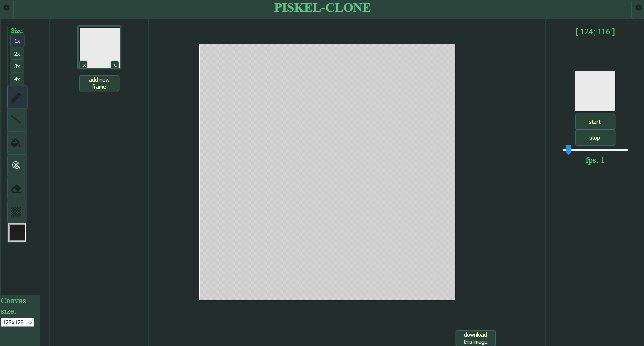 PISKEL-CLONE
Size:
1x
2x
3x
4x
add new
frame
[ 124; 116 ]
start
stop
fps: 1
Canvas
size:
128x128
download
this image